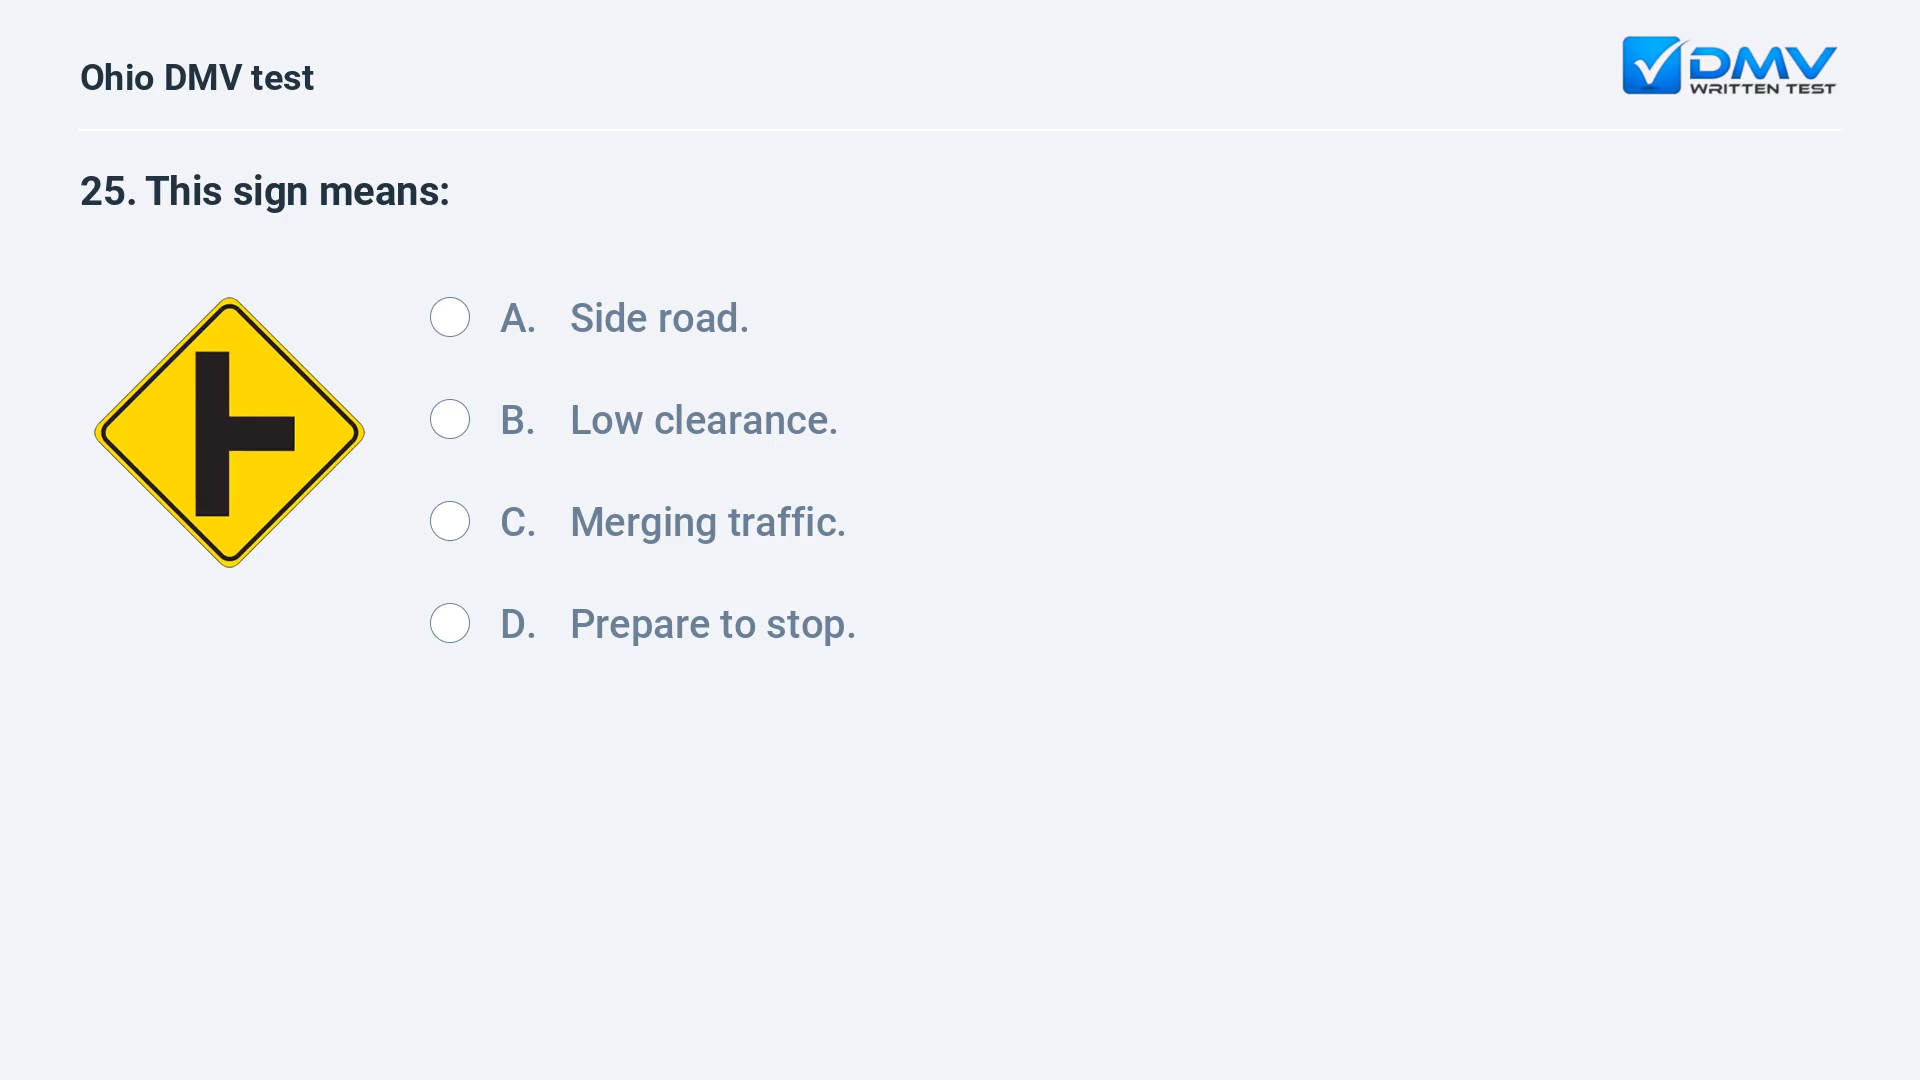 Ohio DMV test
DMV
WRITTEN TEST
25. This sign means:
A. Side road.
B. Low clearance.
C. Merging traffic.
D. Prepare to stop.